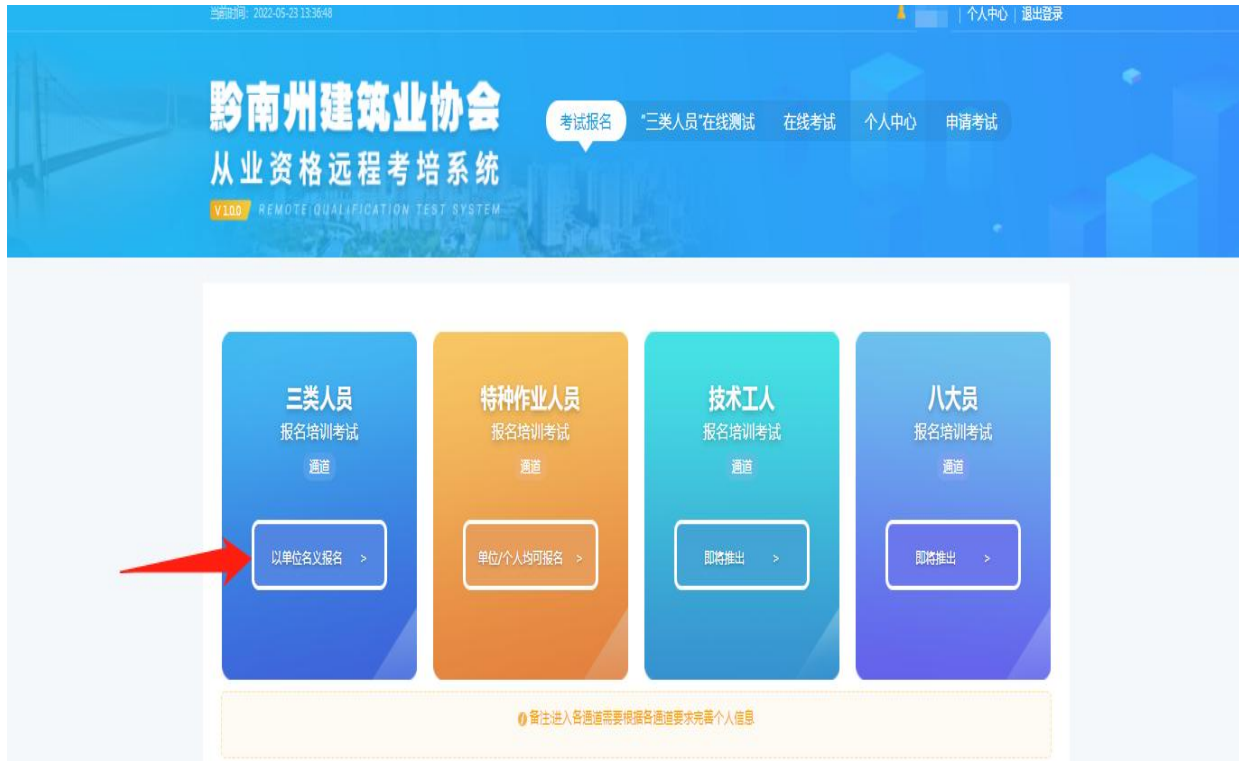 当前时间: 2022-05-23 13:36:48
个人中心 | 退出登录
黔南州建筑业协会
从业资格远程考培系统
V 1.0.0 REMOTE QUALIFICATION TEST SYSTEM
考试报名 "三类人员"在线测试 在线考试 个人中心 申请考试
三类人员
报名培训考试
通道
以单位名义报名 >
特种作业人员
报名培训考试
通道
单位/个人均可报名 >
技术工人
报名培训考试
通道
即将推出 >
八大员
报名培训考试
通道
即将推出 >
备注:进入各通道需要根据各通道要求完善个人信息